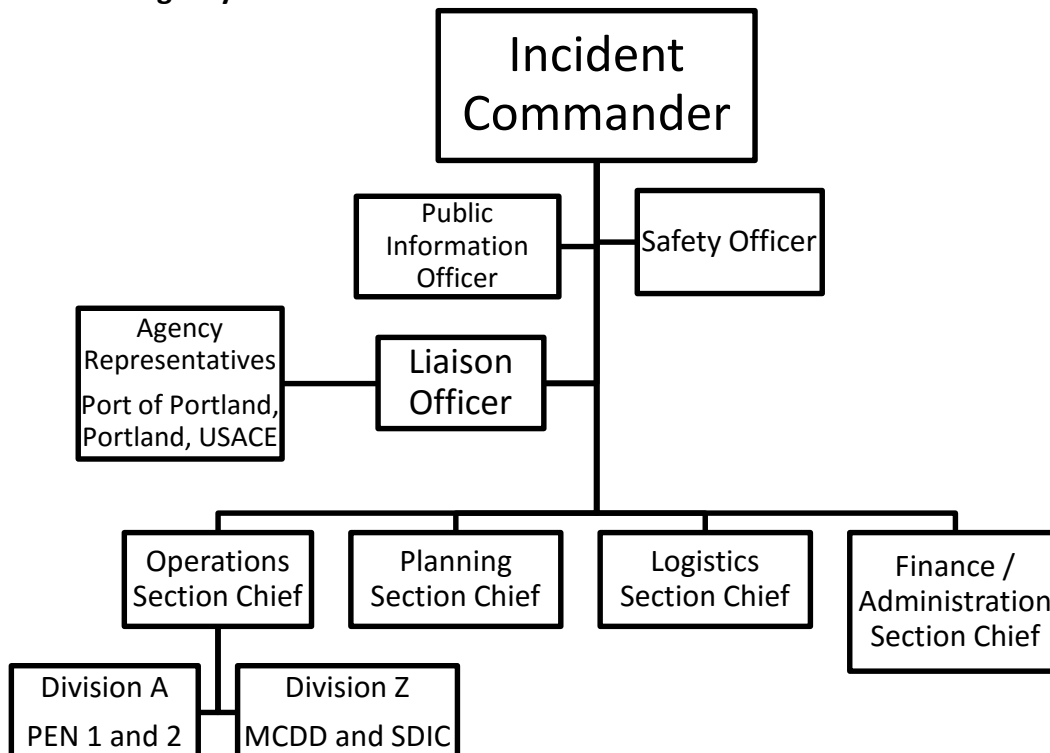 Incident
Commander
Public
Information
Officer
Safety Officer
Agency
Representatives
Port of Portland,
Portland, USACE
Liaison
Officer
Operations
Section Chief
Planning
Section Chief
Logistics
Section Chief
Finance /
Administration
Section Chief
Division A
PEN 1 and 2
Division Z
MCDD and SDIC